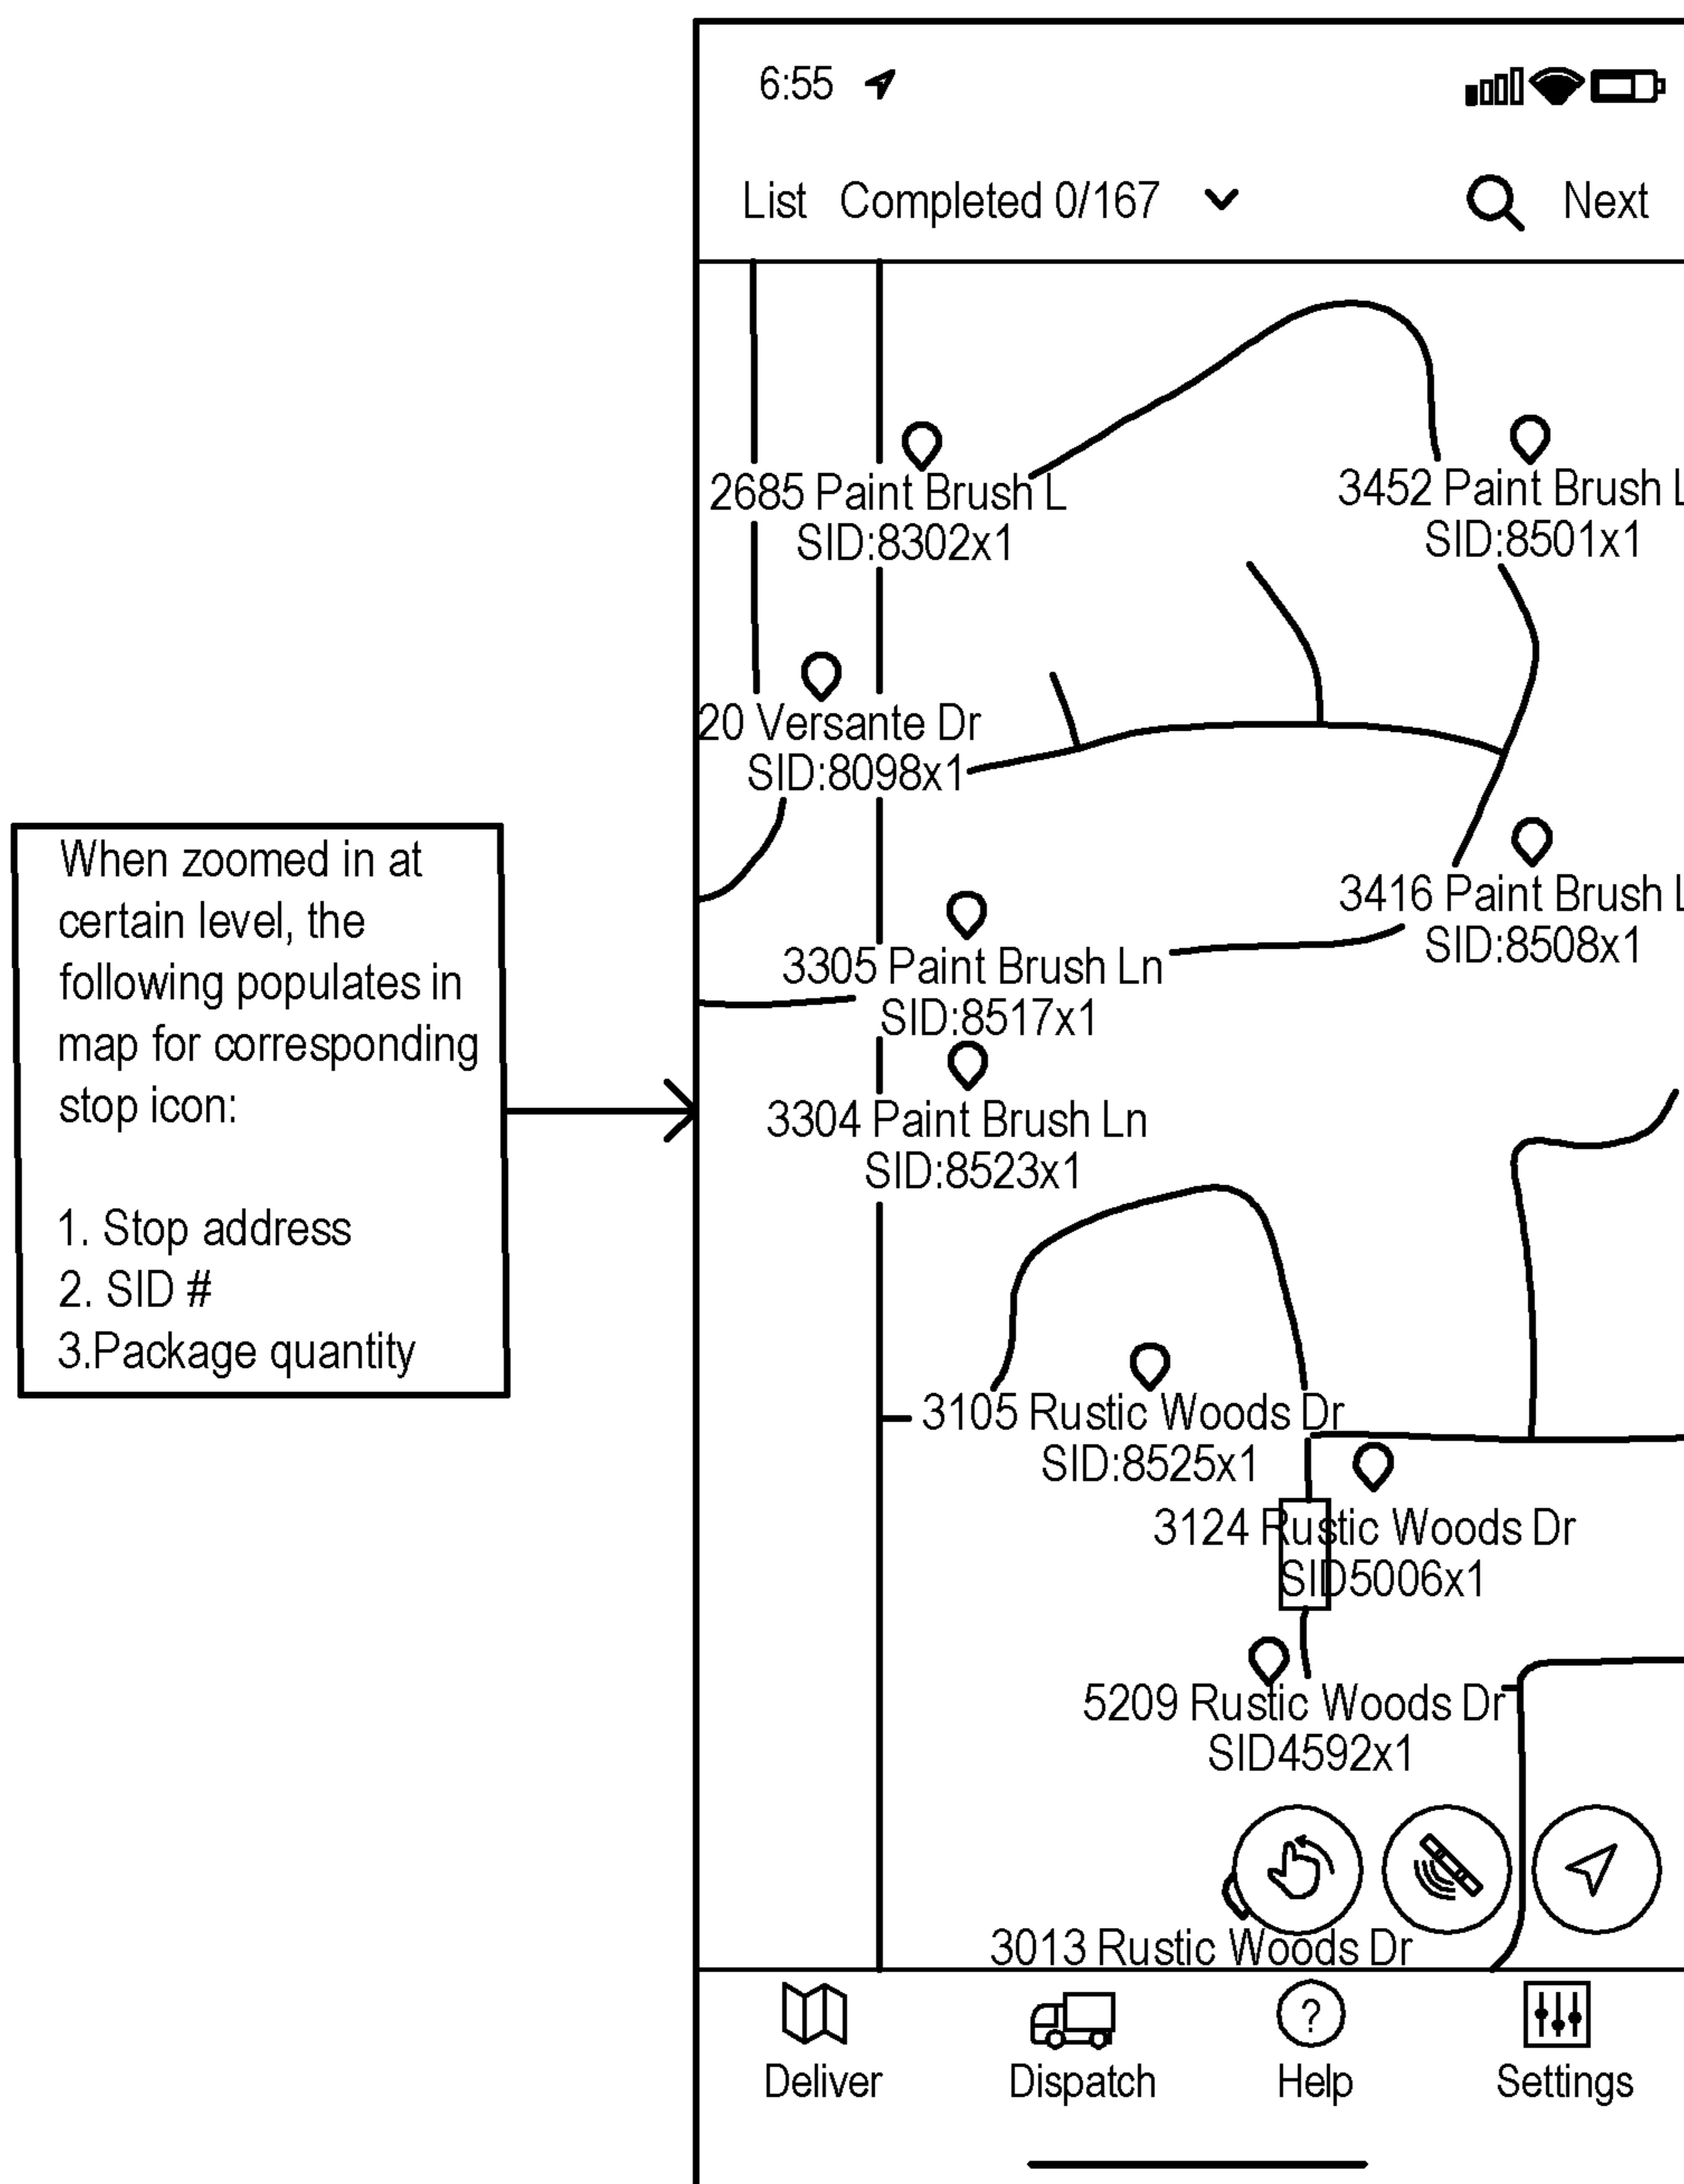 6:55
List Completed 0/167 Next
2685 Paint Brush L
SID:8302x1
3452 Paint Brush L
SID:8501x1
20 Versante Dr
SID:8098x1
When zoomed in at
certain level, the
following populates in
map for corresponding
stop icon:
1. Stop address
2. SID #
3.Package quantity
3416 Paint Brush L
SID:8508x1
3305 Paint Brush Ln
SID:8517x1
3304 Paint Brush Ln
SID:8523x1
3105 Rustic Woods Dr
SID:8525x1
3124 Rustic Woods Dr
SID5006x1
5209 Rustic Woods Dr
SID4592x1
3013 Rustic Woods Dr
?
Deliver Dispatch Help Settings